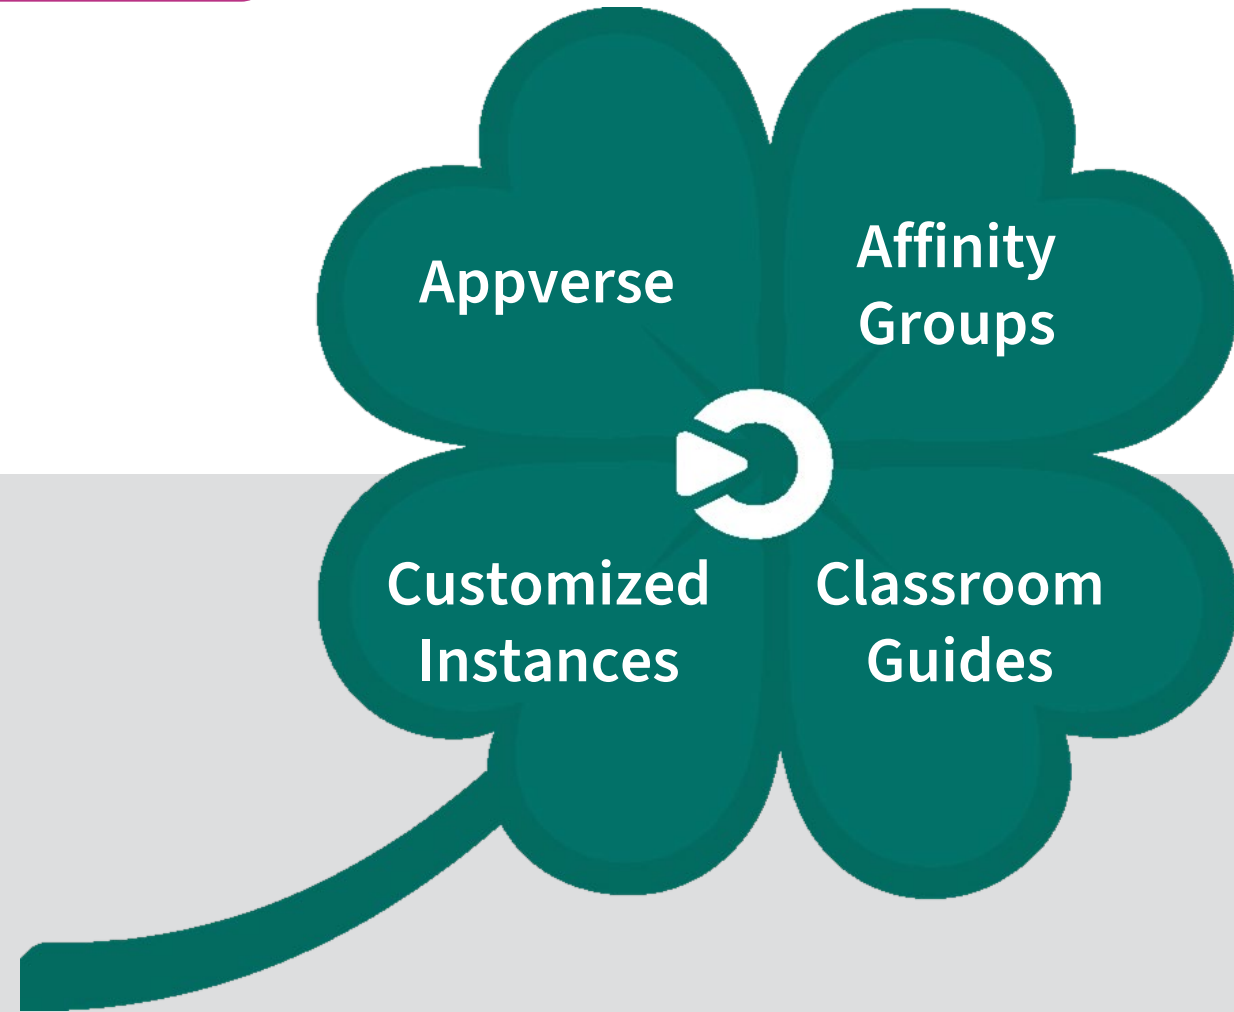 Appverse
Affinity
Groups
Customized
Instances
Classroom
Guides